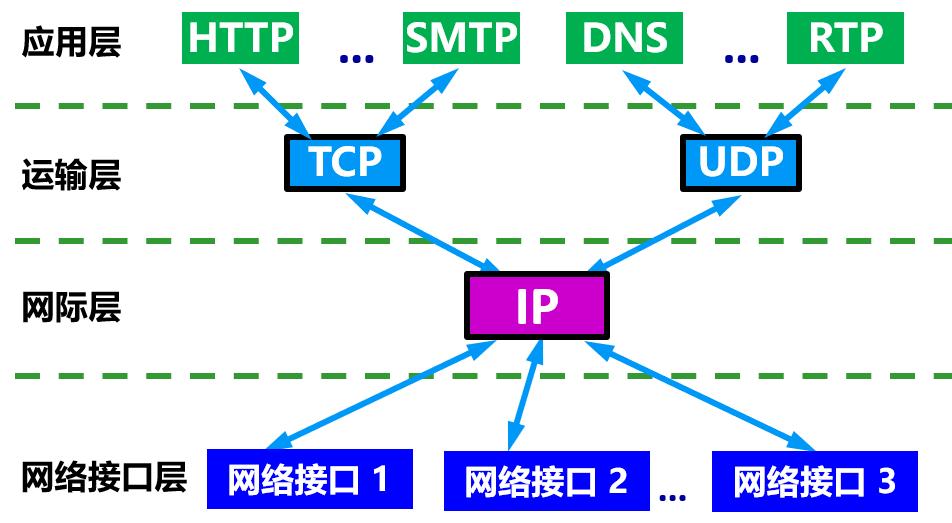 应用层 HTTP ... SMTP DNS ... RTP
运输层 TCP UDP
网际层 IP
网络接口层 网络接口 1 网络接口 2 ... 网络接口 3